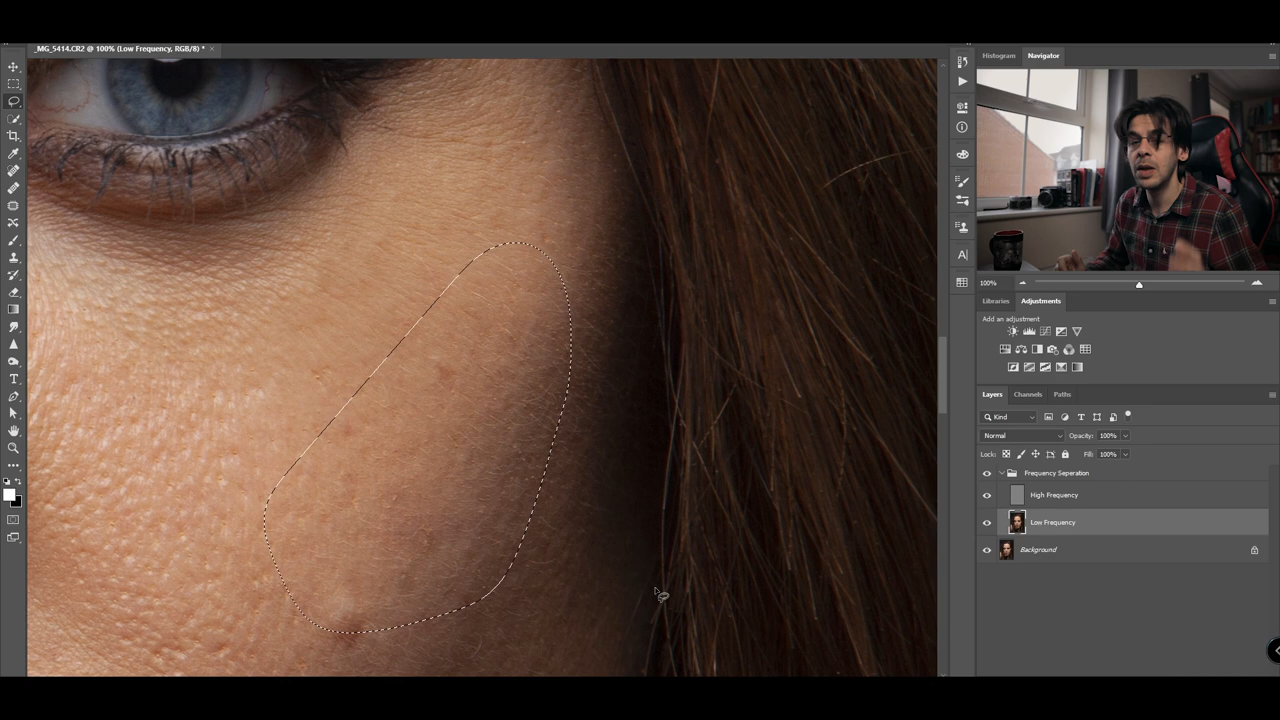 _MG_5414.CR2 @ 100% (Low Frequency, RGB/8) *
Histogram Navigator
100%
Libraries Adjustments
Add an adjustment
Layers Channels Paths
Kind
Normal Opacity: 100%
Lock: Fill: 100%
Frequency Seperation
High Frequency
Low Frequency
Background